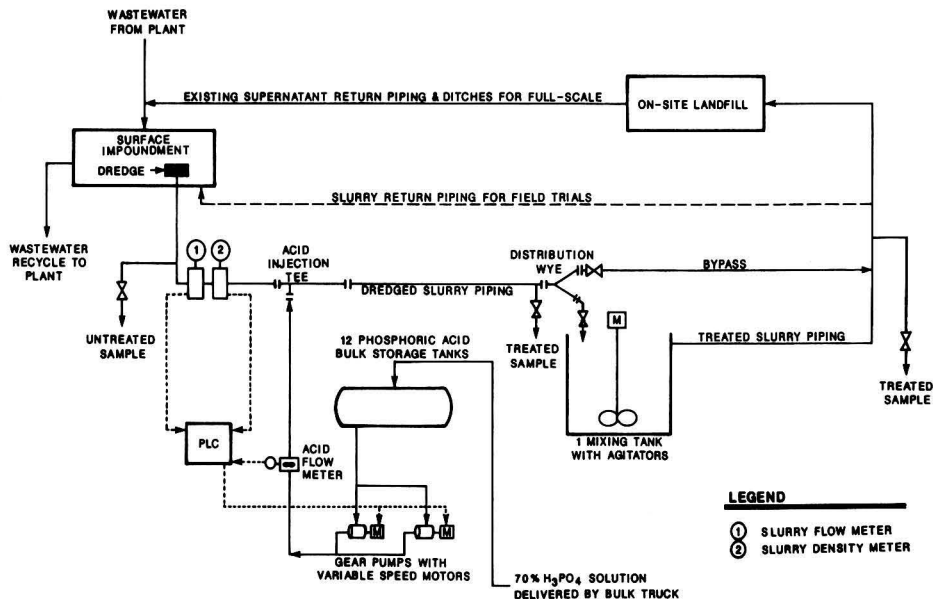 WASTEWATER
FROM PLANT
EXISTING SUPERNATANT RETURN PIPING & DITCHES FOR FULL-SCALE
ON-SITE LANDFILL
SURFACE
IMPOUNDMENT
DREDGE
SLURRY RETURN PIPING FOR FIELD TRIALS
WASTEWATER
RECYCLE TO
PLANT
1
2
ACID
INJECTION
TEE
DISTRIBUTION
WYE
BYPASS
DREDGED SLURRY PIPING
UNTREATED
SAMPLE
12 PHOSPHORIC ACID
BULK STORAGE TANKS
TREATED
SAMPLE
M
TREATED SLURRY PIPING
TREATED
SAMPLE
PLC
ACID
FLOW
METER
1 MIXING TANK
WITH AGITATORS
M
M
GEAR PUMPS WITH
VARIABLE SPEED MOTORS
70% H₃PO₄ SOLUTION
DELIVERED BY BULK TRUCK
LEGEND
1 SLURRY FLOW METER
2 SLURRY DENSITY METER